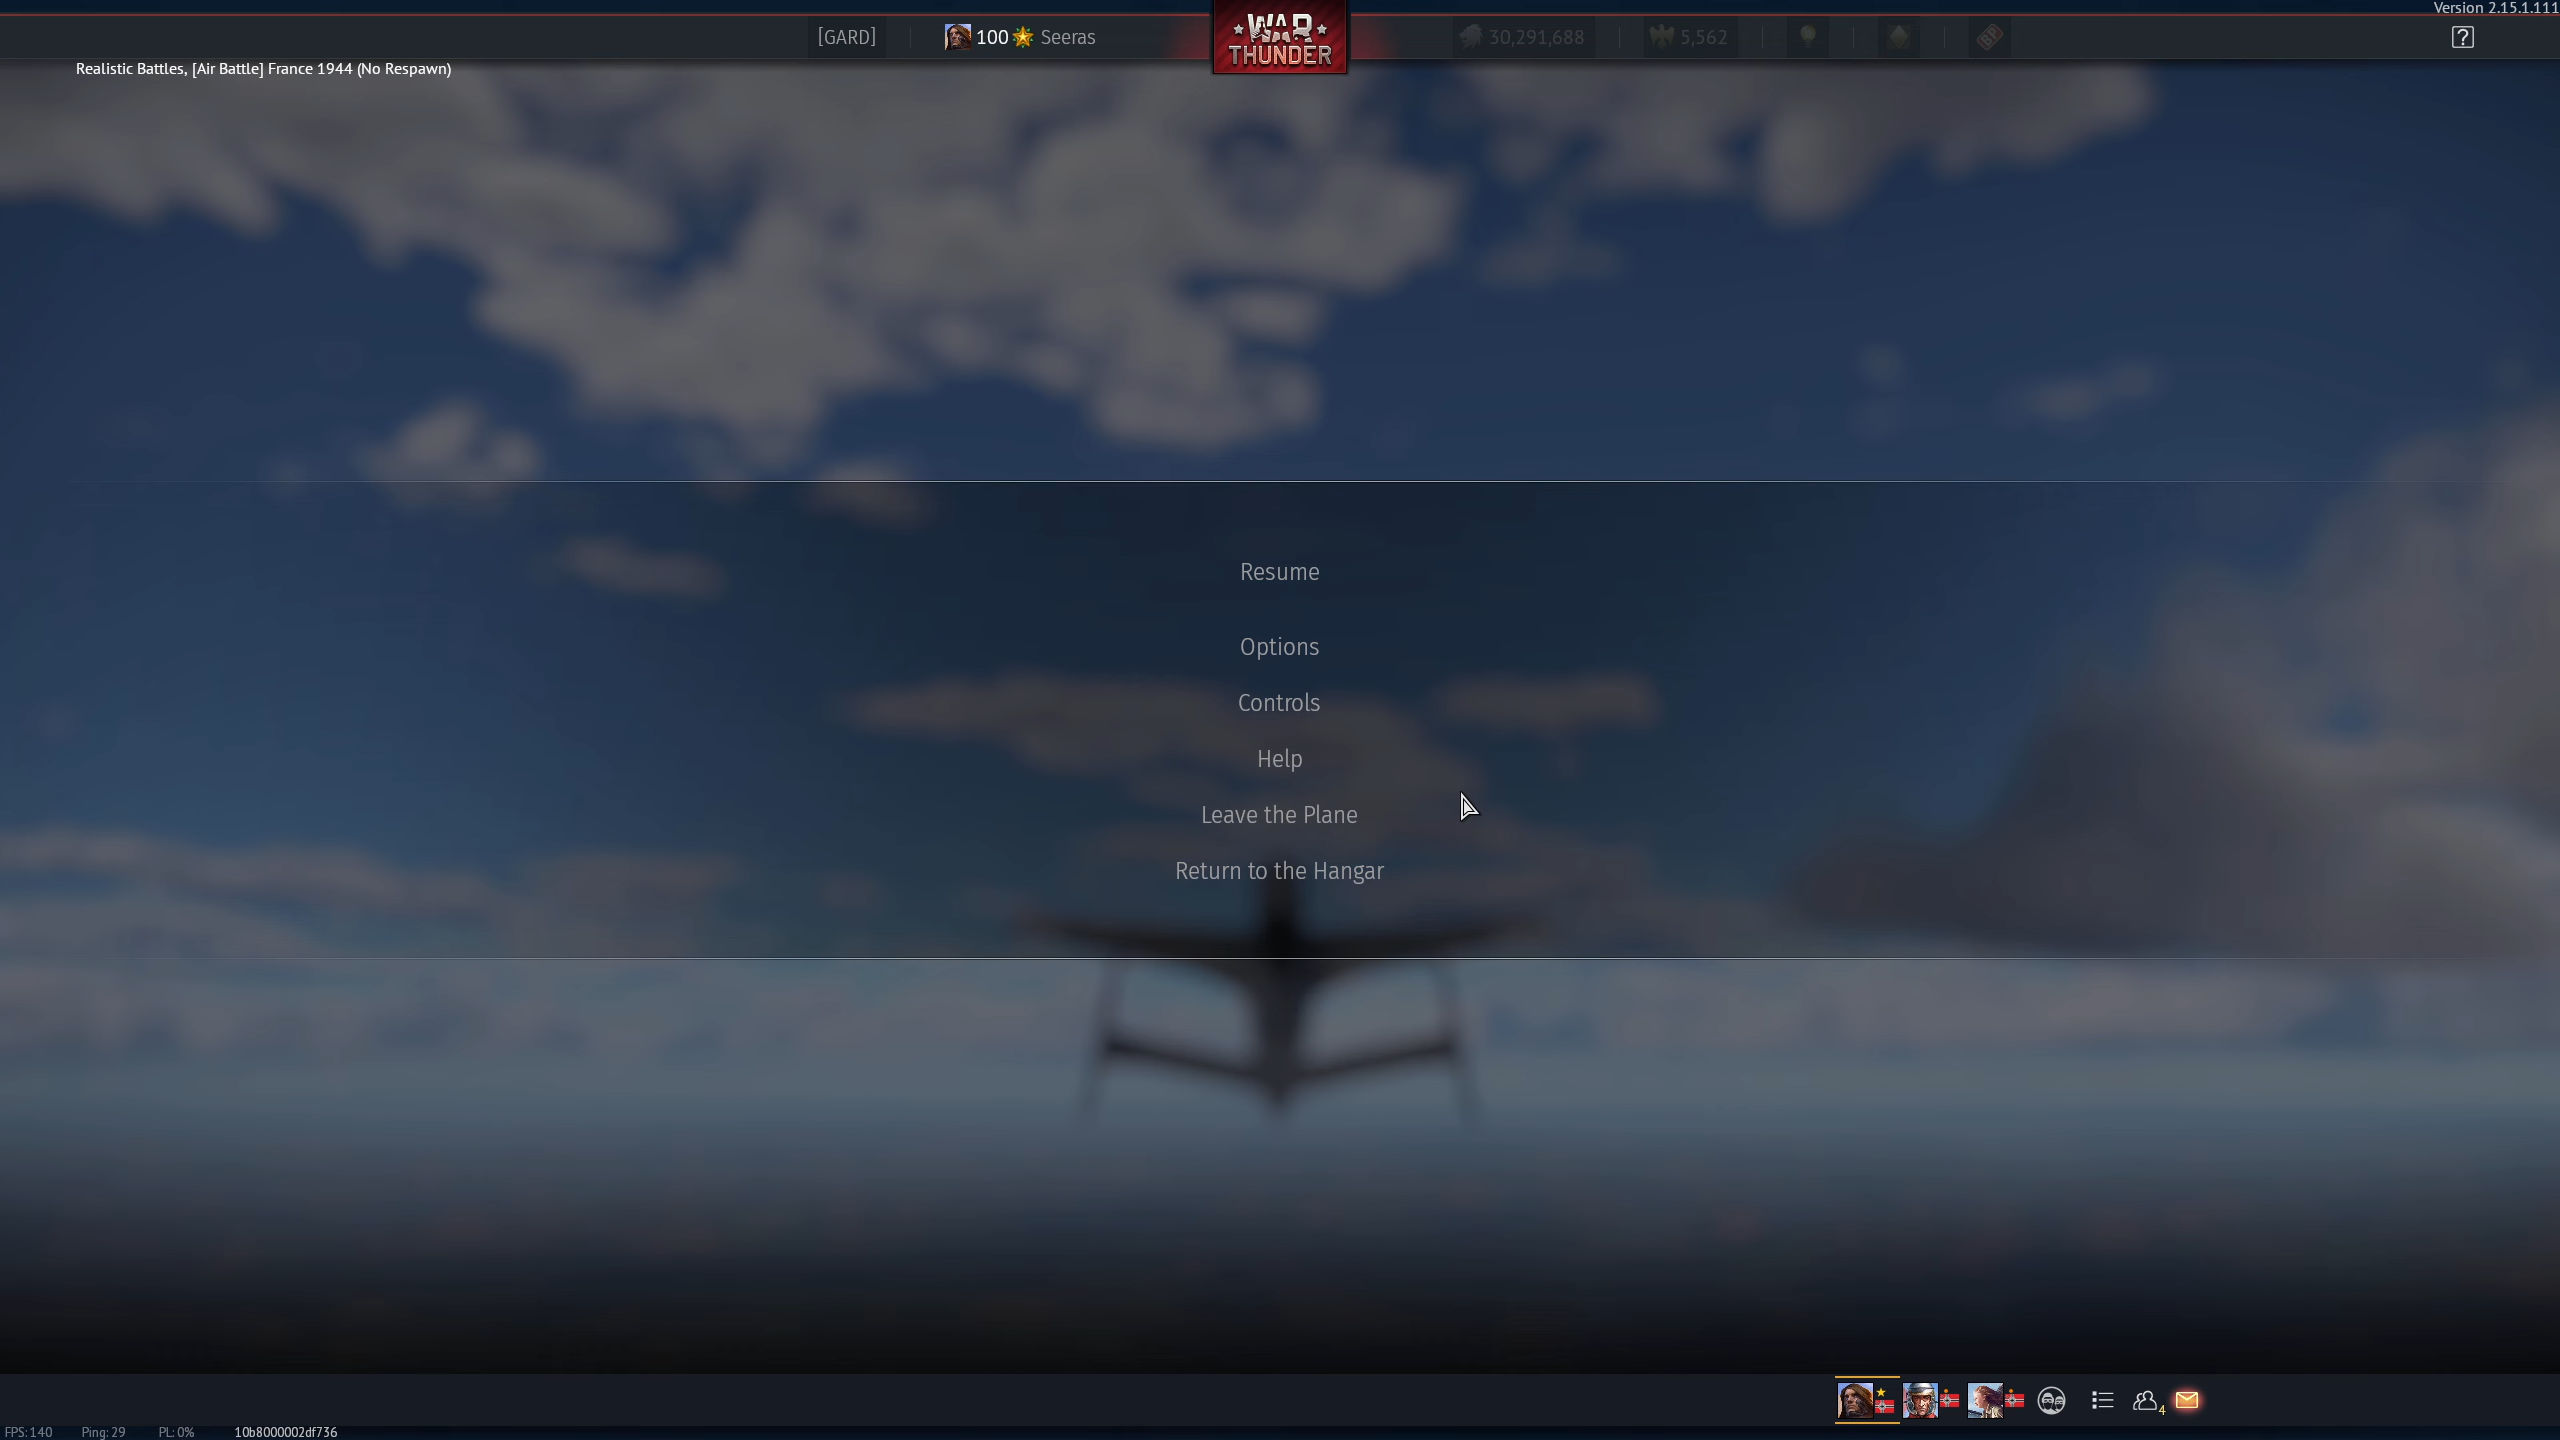 Version 2.15.1.111
[GARD] 100 Seeras WAR THUNDER 30,291,688 5,562
Realistic Battles, [Air Battle] France 1944 (No Respawn)
Resume
Options
Controls
Help
Leave the Plane
Return to the Hangar
4
FPS: 140 Ping: 29 PL: 0% 10b8000002df736